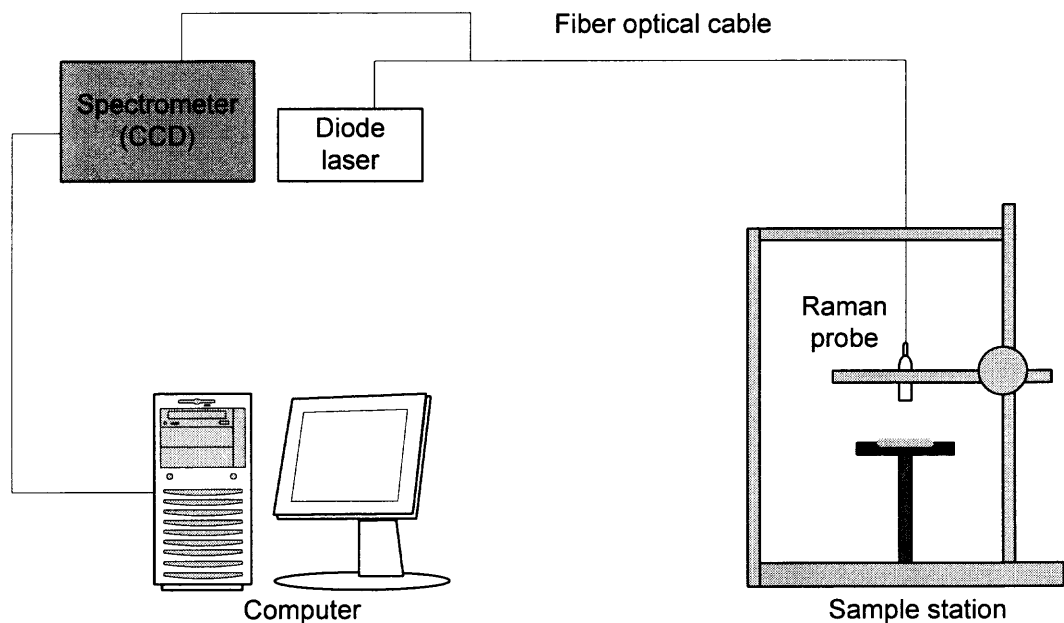 Fiber optical cable
Spectrometer
(CCD)
Diode
laser
Raman
probe
Computer
Sample station